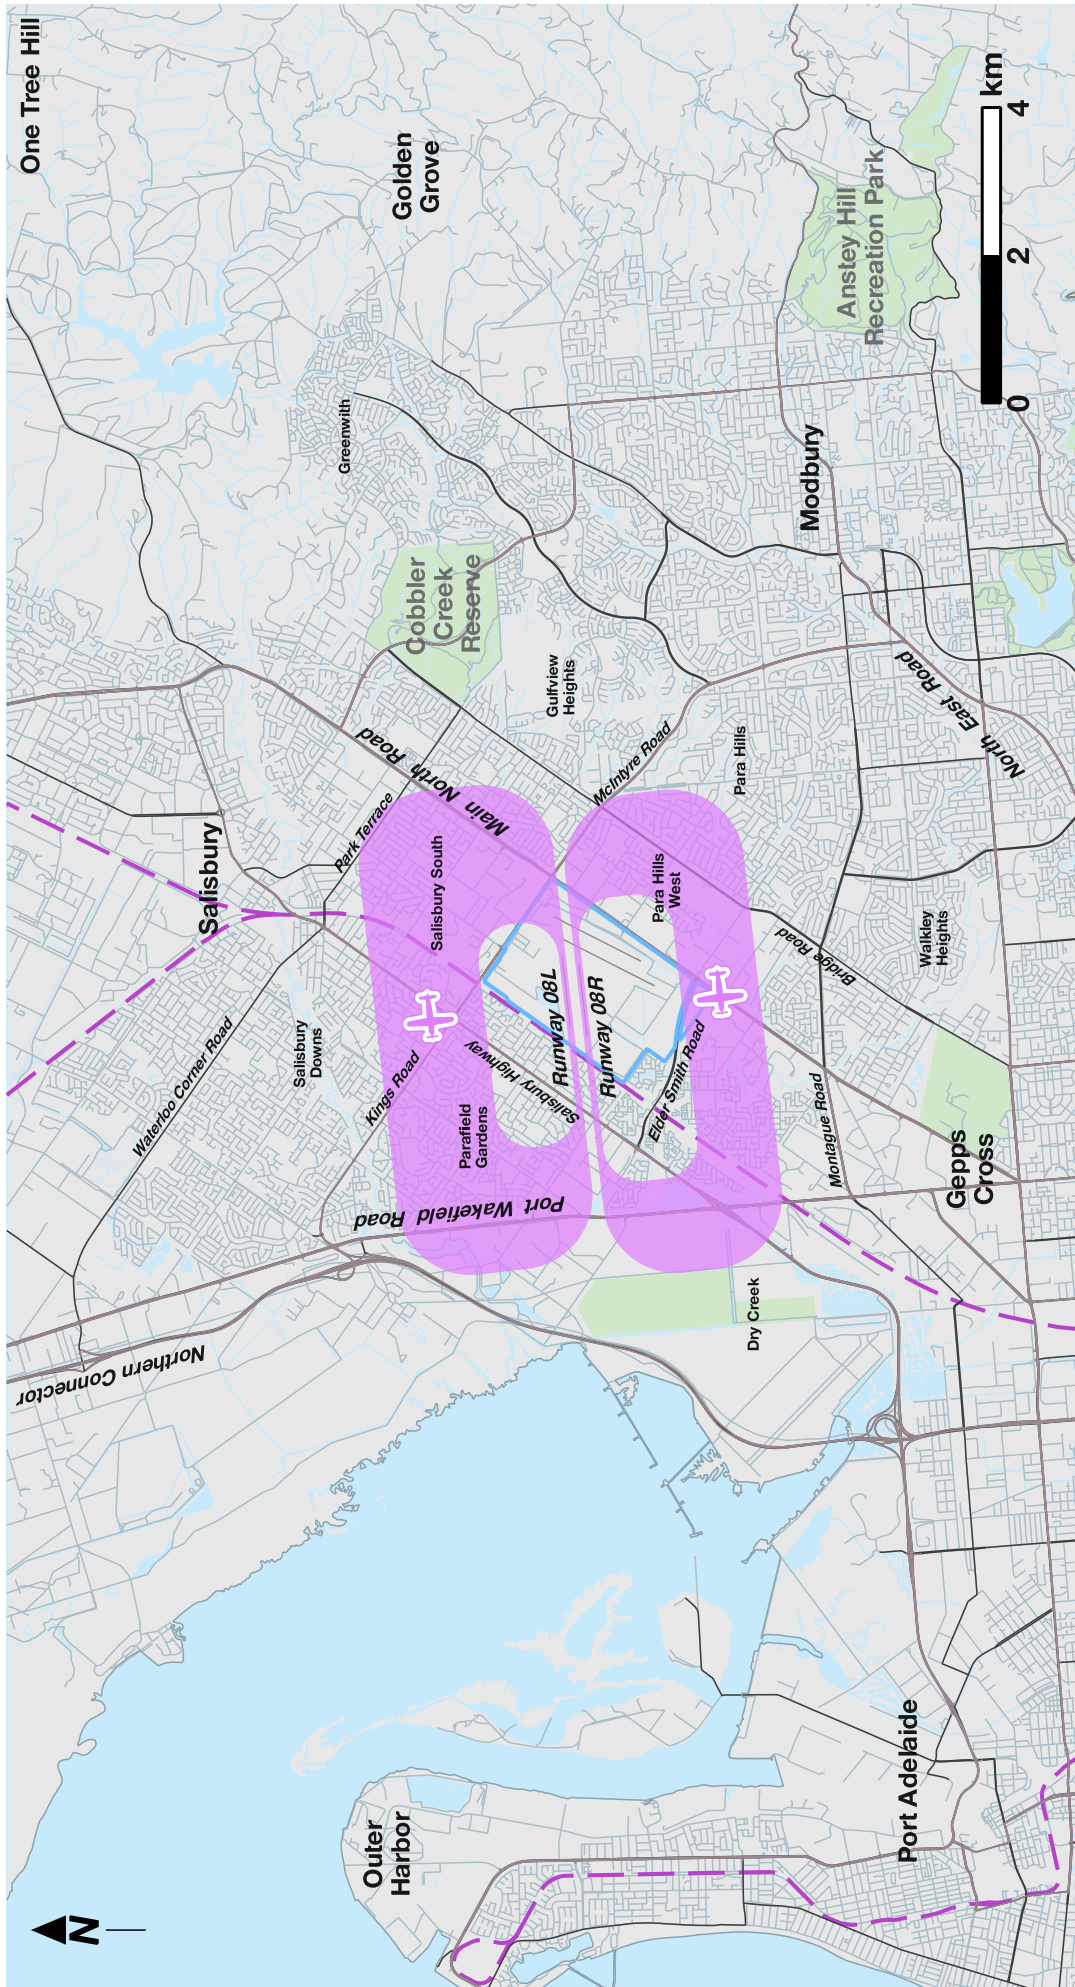 One Tree Hill
Golden
Grove
Anstey Hill
Recreation Park
0
2
4
km
Greenwith
Cobbler
Creek
Reserve
Modbury
Gulfview
Heights
Main North Road
McIntyre Road
Para Hills
North East Road
Salisbury
Park Terrace
Salisbury South
Para Hills
West
Walkley
Heights
Bridge Road
Waterloo Corner Road
Salisbury
Downs
Kings Road
Salisbury Highway
Runway 08L
Runway 08R
Elder Smith Road
Montague Road
Parafield
Gardens
Port Wakefield Road
Gepps
Cross
Northern Connector
Dry Creek
Outer
Harbor
Port Adelaide
N